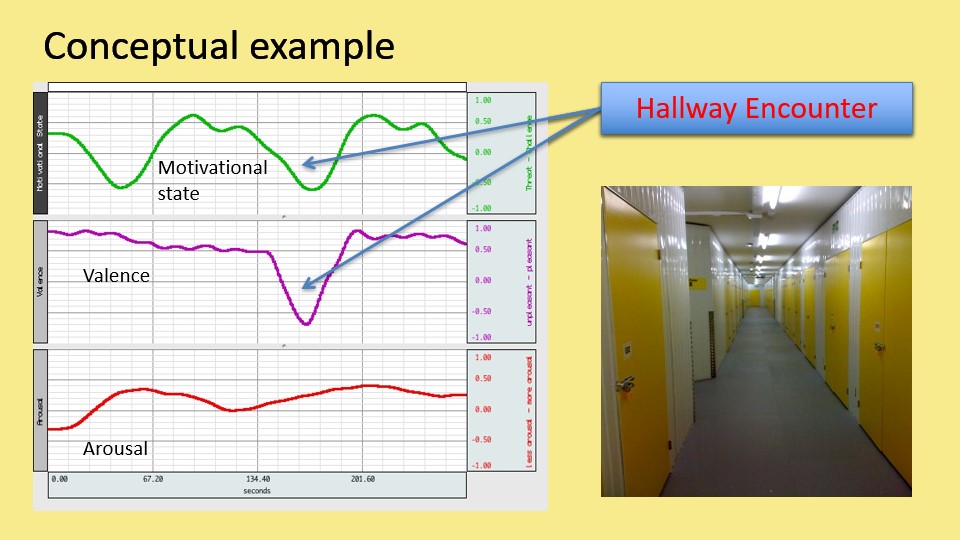 Conceptual example
Hallway Encounter
Motivational State
Motivational
state
1.00
0.50
0.00
-0.50
-1.00
Threat - Challenge
Valence
Valence
1.00
0.50
0.00
-0.50
-1.00
unpleasant - pleasant
Arousal
Arousal
1.00
0.50
0.00
-0.50
-1.00
less arousal - more arousal
0.00 67.20 134.40 201.60
seconds